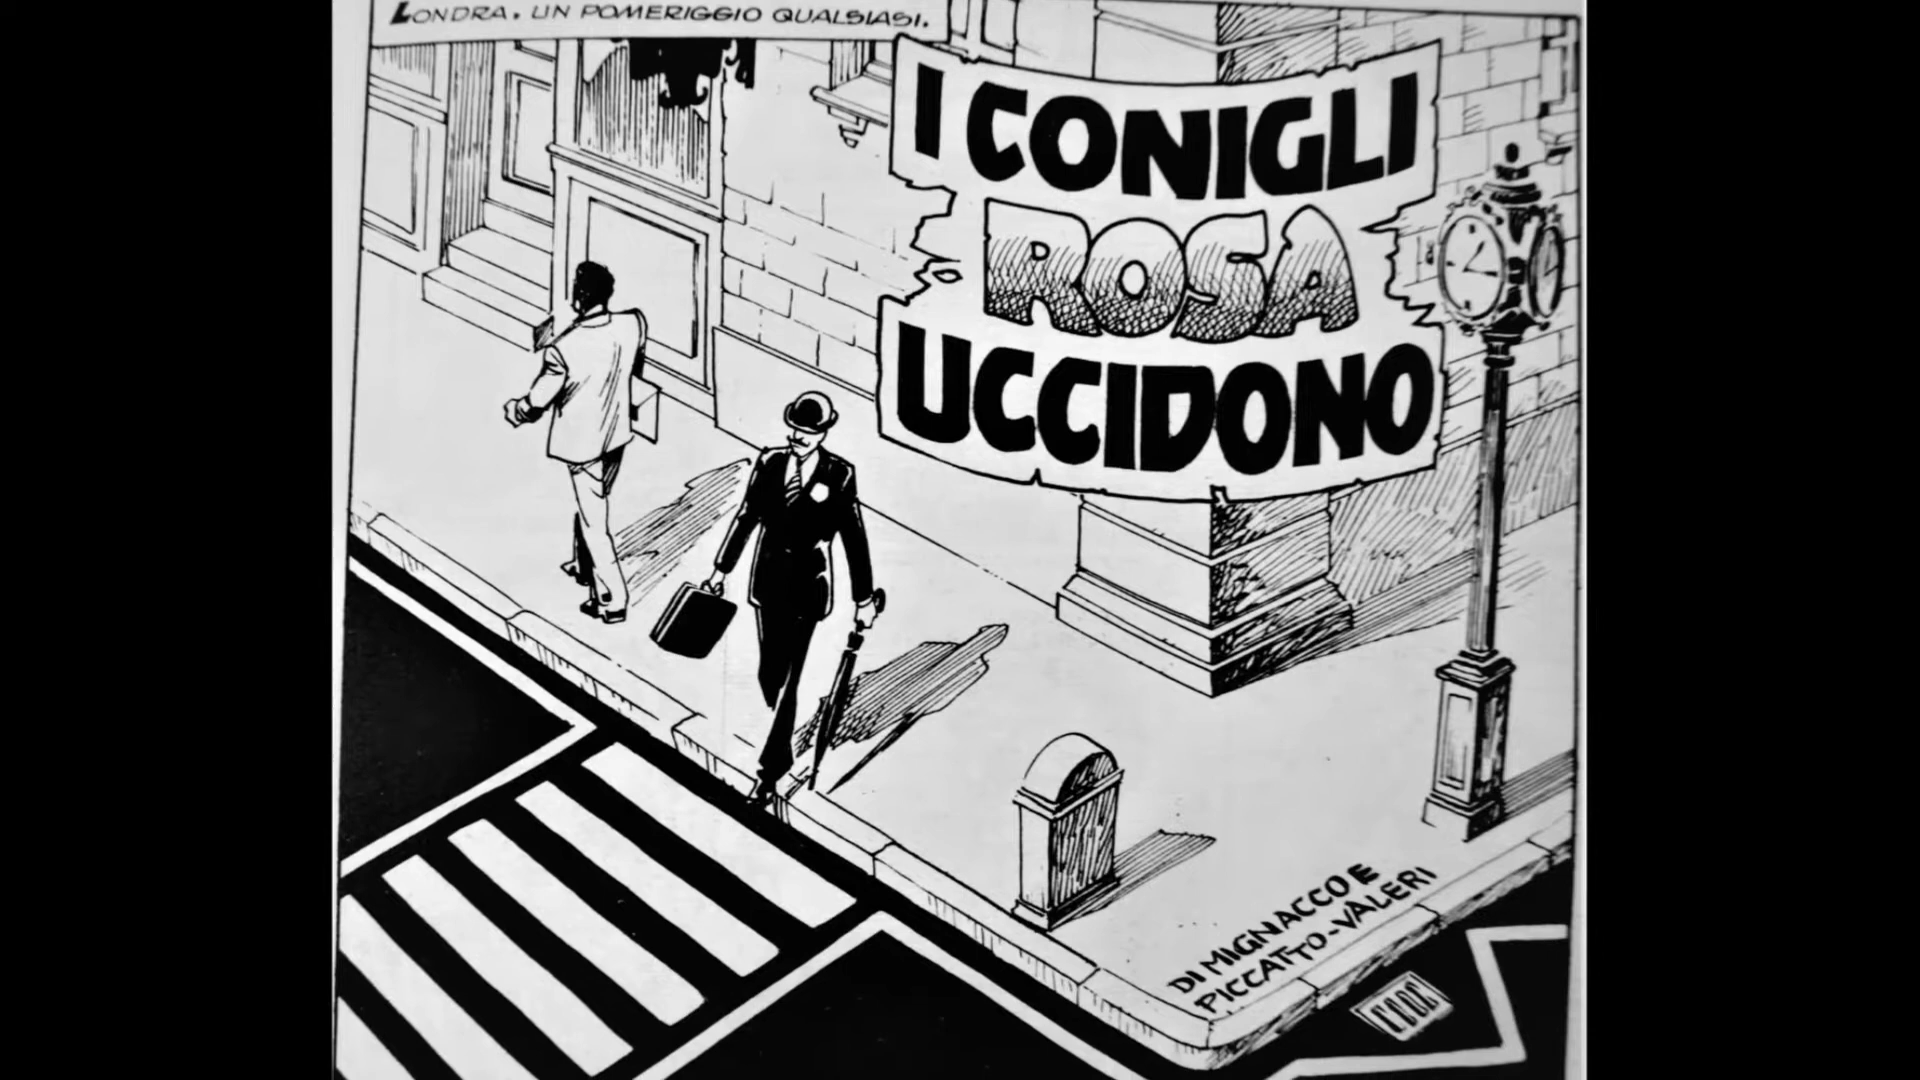 LONDRA. UN POMERIGGIO QUALSIASI.
I CONIGLI
ROSA
UCCIDONO
DI MIGNACCO E
PICCATTO-VALERI